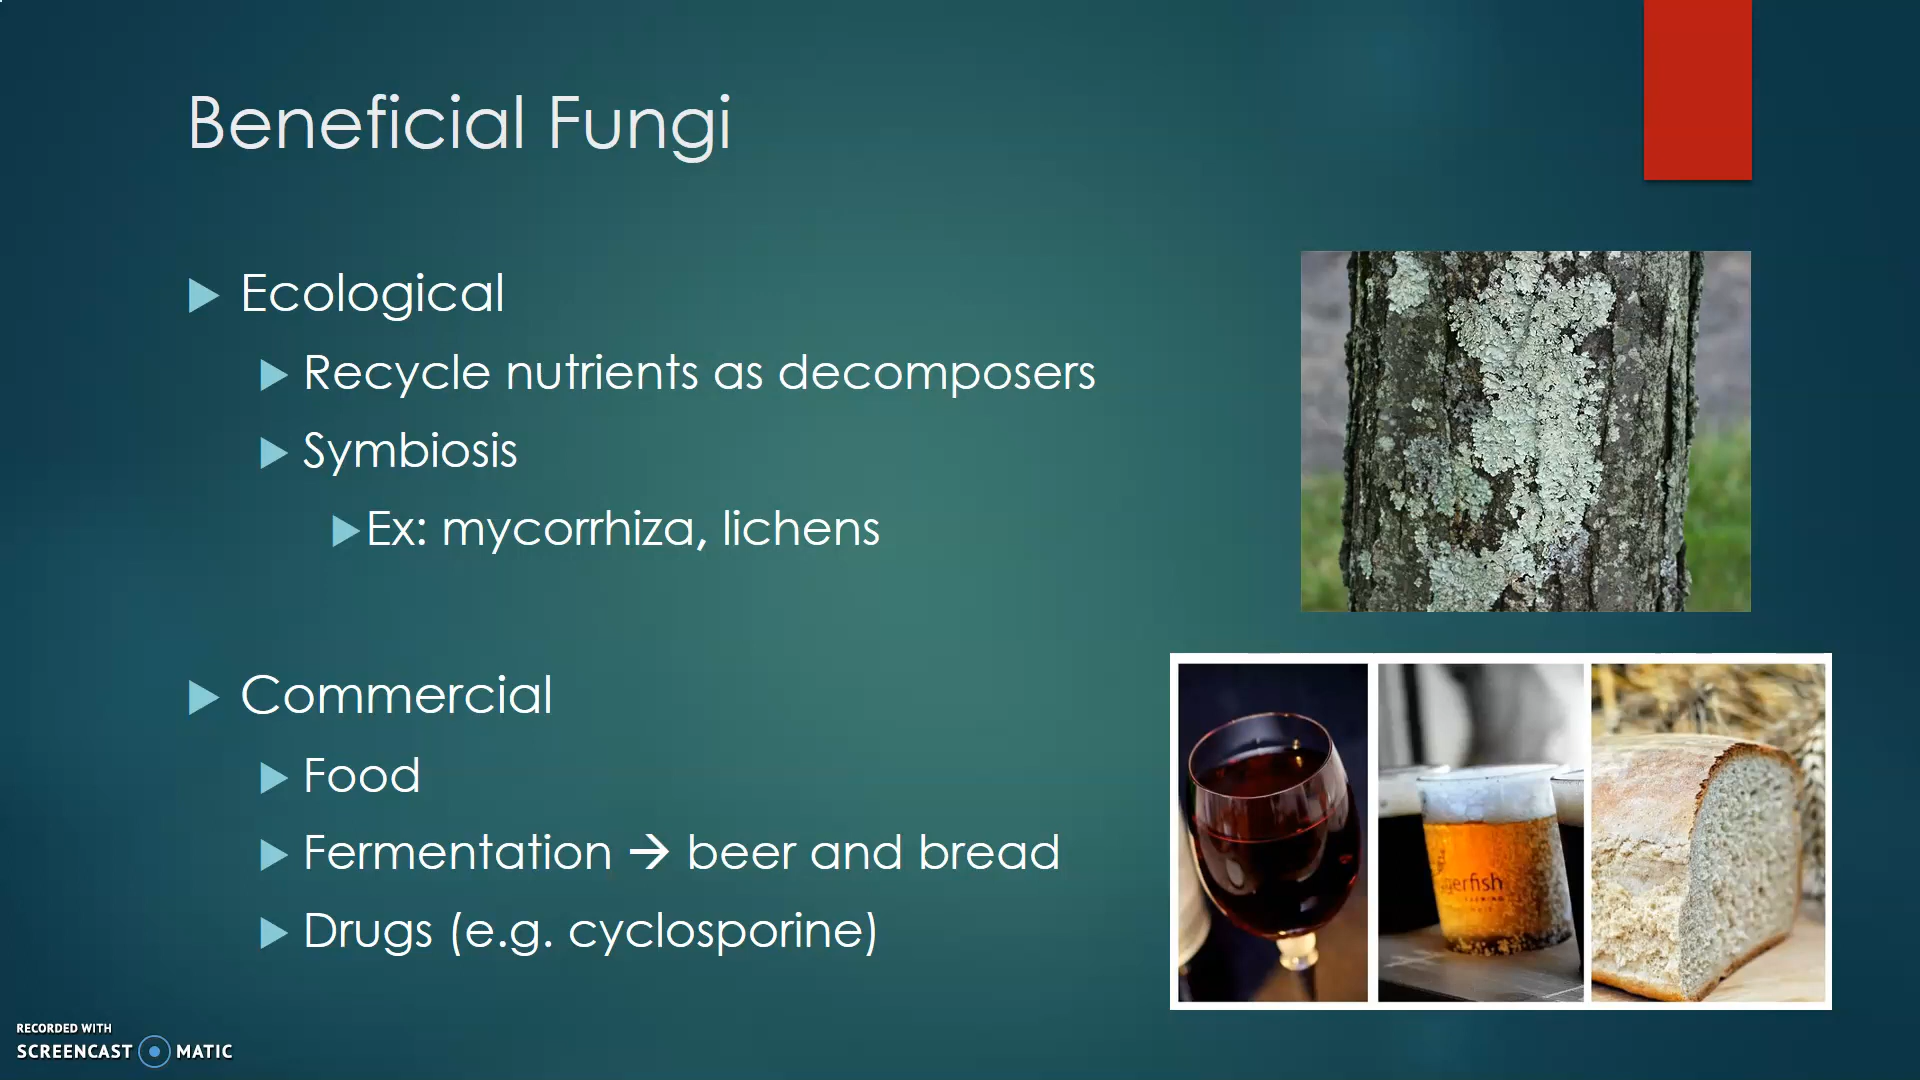 Beneficial Fungi
Ecological
Recycle nutrients as decomposers
Symbiosis
Ex: mycorrhiza, lichens
Commercial
Food
Fermentation → beer and bread
Drugs (e.g. cyclosporine)
gerfish
RECORDED WITH
SCREENCAST MATIC